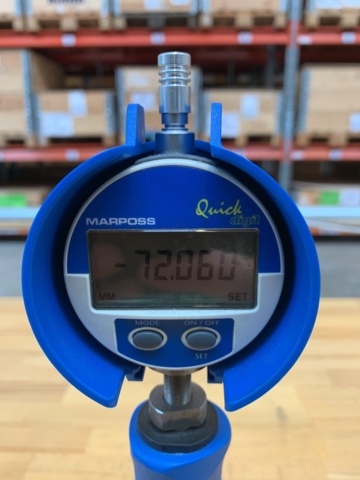 Quick
digit
MARPOSS
-72.060
MM SET
MODE ON / OFF
SET